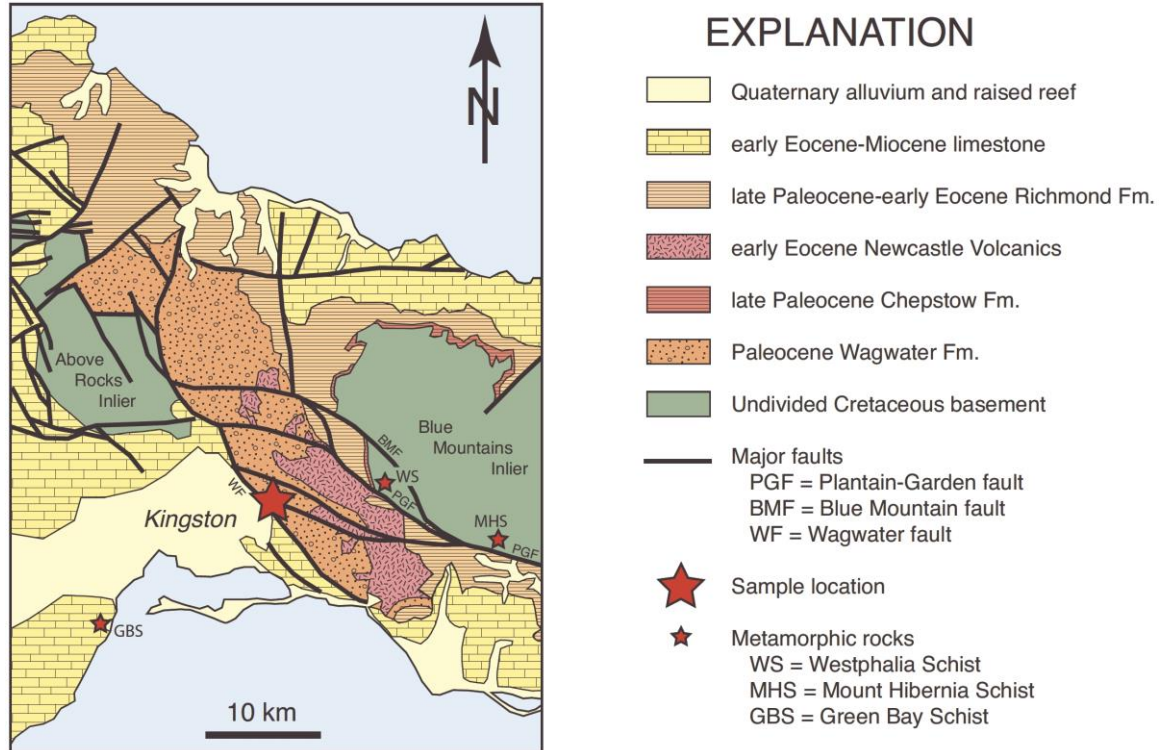 N
Above
Rocks
Inlier
Blue
Mountains
Inlier
BMF
WS
PGF
WF
Kingston
MHS
PGF
GBS
10 km
EXPLANATION
Quaternary alluvium and raised reef
early Eocene-Miocene limestone
late Paleocene-early Eocene Richmond Fm.
early Eocene Newcastle Volcanics
late Paleocene Chepstow Fm.
Paleocene Wagwater Fm.
Undivided Cretaceous basement
Major faults
PGF = Plantain-Garden fault
BMF = Blue Mountain fault
WF = Wagwater fault
Sample location
Metamorphic rocks
WS = Westphalia Schist
MHS = Mount Hibernia Schist
GBS = Green Bay Schist